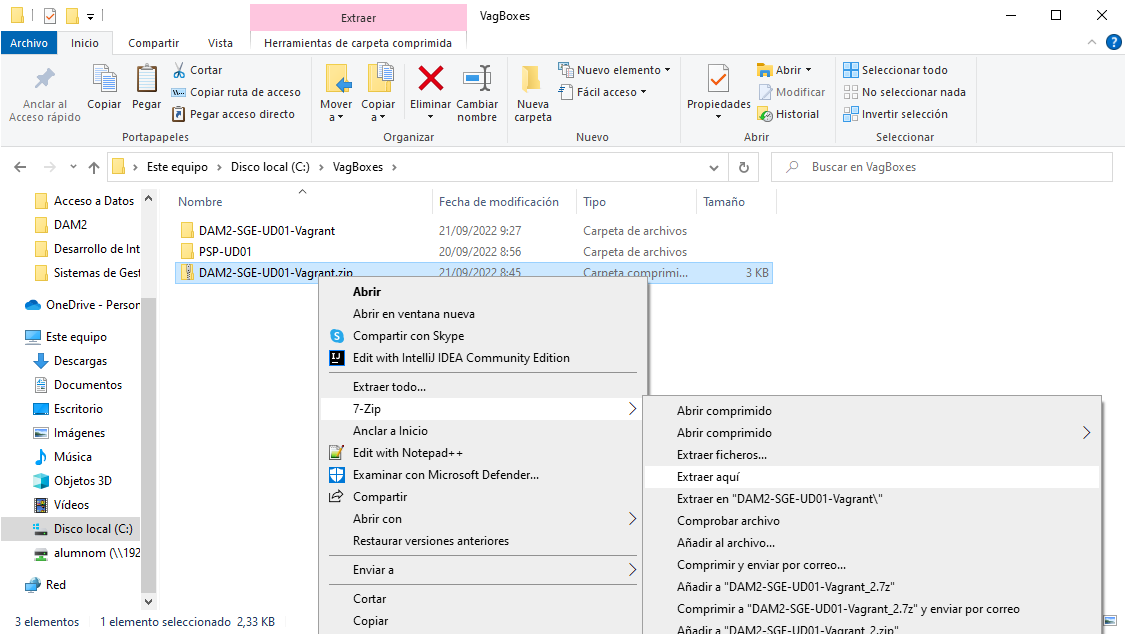 Extraer
VagBoxes
Archivo
Inicio
Compartir
Vista
Herramientas de carpeta comprimida
Anclar al
Acceso rápido
Copiar
Pegar
Cortar
Copiar ruta de acceso
Pegar acceso directo
Portapapeles
Mover
a
Copiar
a
Eliminar
Cambiar
nombre
Organizar
Nueva
carpeta
Nuevo elemento
Fácil acceso
Nuevo
Propiedades
Abrir
Modificar
Historial
Abrir
Seleccionar todo
No seleccionar nada
Invertir selección
Seleccionar
Este equipo > Disco local (C:) > VagBoxes >
Buscar en VagBoxes
Acceso a Datos
DAM2
Desarrollo de Int
Sistemas de Gest
OneDrive - Person
Este equipo
Descargas
Documentos
Escritorio
Imágenes
Música
Objetos 3D
Vídeos
Disco local (C:)
alumnom (\\192
Red
Nombre Fecha de modificación Tipo Tamaño
DAM2-SGE-UD01-Vagrant 21/09/2022 9:27 Carpeta de archivos
PSP-UD01 20/09/2022 8:56 Carpeta de archivos
DAM2-SGE-UD01-Vagrant.zip 21/09/2022 8:45 Carpeta comprimi... 3 KB
Abrir
Abrir en ventana nueva
Compartir con Skype
Edit with IntelliJ IDEA Community Edition
Extraer todo...
7-Zip
Anclar a Inicio
Edit with Notepad++
Examinar con Microsoft Defender...
Compartir
Abrir con
Restaurar versiones anteriores
Enviar a
Cortar
Copiar
Abrir comprimido
Abrir comprimido
Extraer ficheros...
Extraer aquí
Extraer en "DAM2-SGE-UD01-Vagrant\"
Comprobar archivo
Añadir al archivo...
Comprimir y enviar por correo...
Añadir a "DAM2-SGE-UD01-Vagrant_2.7z"
Comprimir a "DAM2-SGE-UD01-Vagrant_2.7z" y enviar por correo
Añadir a "DAM2-SGE-UD01-Vagrant_2.zip"
3 elementos
1 elemento seleccionado 2,33 KB